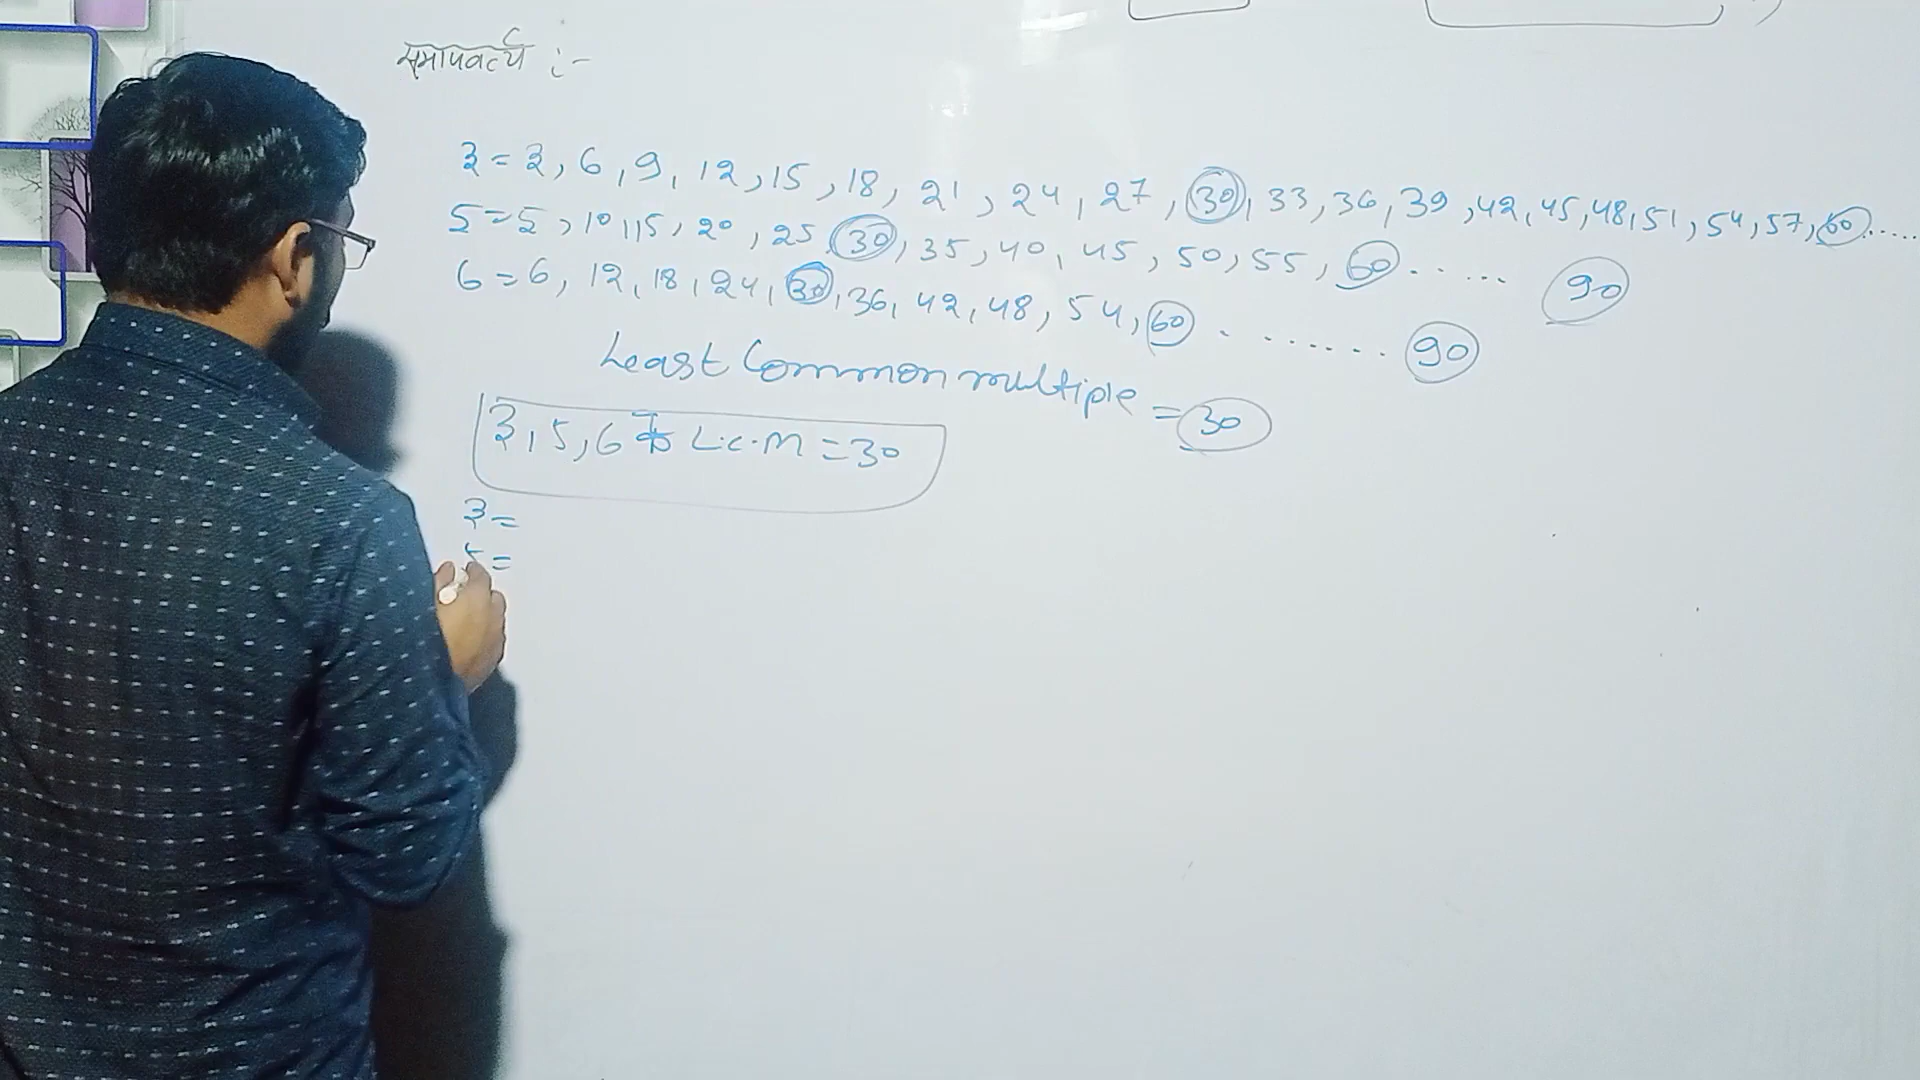 समापवर्त्य :-
3 = 3, 6, 9, 12, 15, 18, 21, 24, 27, 30, 33, 36, 39, 42, 45, 48, 51, 54, 57, 60 ......
5 = 5, 10, 15, 20, 25, 30, 35, 40, 45, 50, 55, 60 ...... 90
6 = 6, 12, 18, 24, 30, 36, 42, 48, 54, 60 ........ 90
Least Common multiple = 30
3, 5, 6 के L.C.M = 30
3 =
5 =